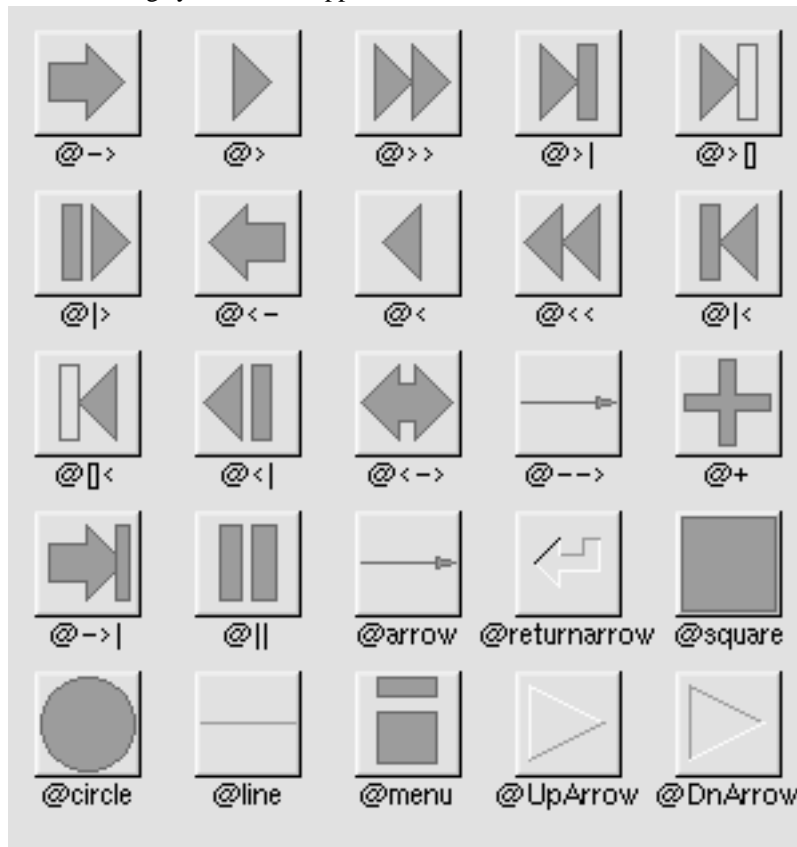 @-> @> @>> @>| @>[]
@|> @<- @< @<< @|<
@[]< @<| @<-> @--> @+
@->| @|| @arrow @returnarrow @square
@circle @line @menu @UpArrow @DnArrow